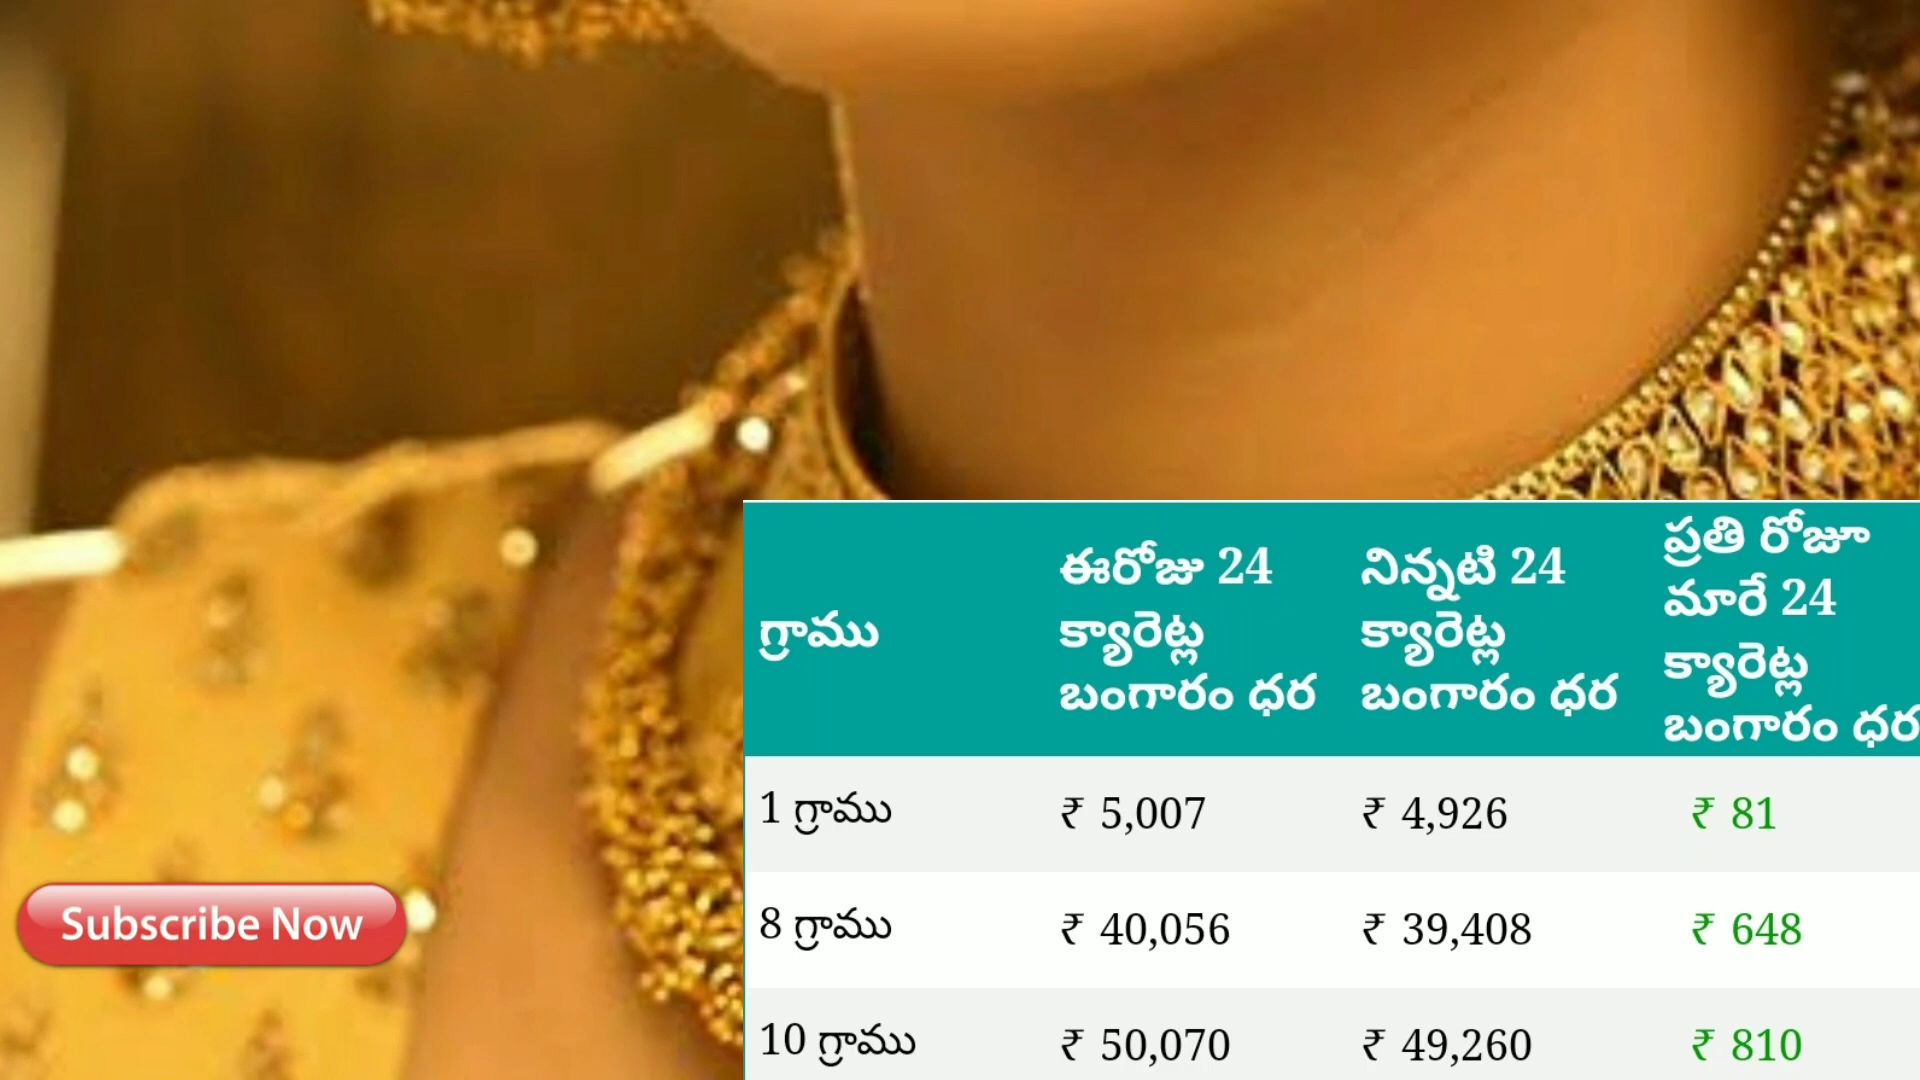 గ్రాము
ఈరోజు 24
క్యారెట్ల
బంగారం ధర
నిన్నటి 24
క్యారెట్ల
బంగారం ధర
ప్రతి రోజూ
మారే 24
క్యారెట్ల
బంగారం ధర
1 గ్రాము ₹ 5,007 ₹ 4,926 ₹ 81
8 గ్రాము ₹ 40,056 ₹ 39,408 ₹ 648
10 గ్రాము ₹ 50,070 ₹ 49,260 ₹ 810
Subscribe Now